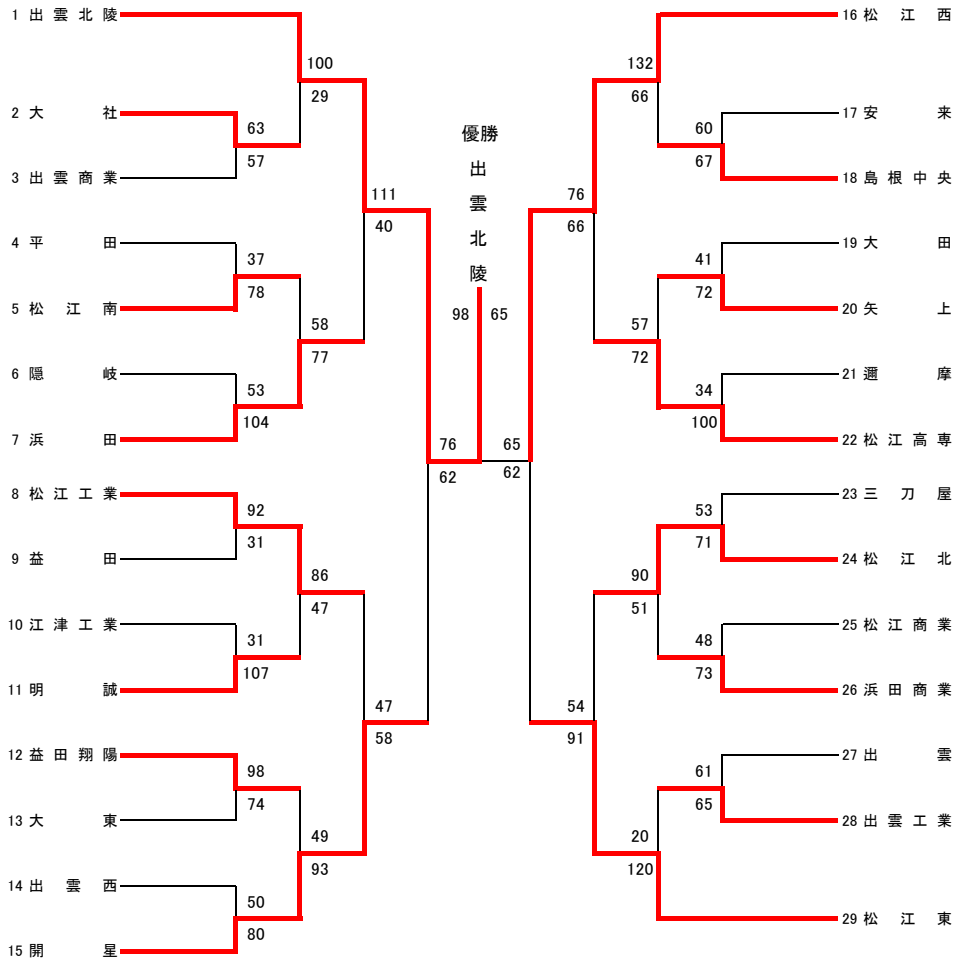 1 出雲北陵
2 大社
3 出雲商業
4 平田
5 松江南
6 隠岐
7 浜田
8 松江工業
9 益田
10 江津工業
11 明誠
12 益田翔陽
13 大東
14 出雲西
15 開星
100
29
63
57
111
40
37
78
58
77
53
104
76
62
92
31
86
47
31
107
47
58
98
74
49
93
50
80
優勝
出
雲
北
陵
98 65
65
62
132
66
60
67
76
66
41
72
57
72
34
100
53
71
90
51
48
73
54
91
61
65
20
120
16 松江西
17 安来
18 島根中央
19 大田
20 矢上
21 邇摩
22 松江高専
23 三刀屋
24 松江北
25 松江商業
26 浜田商業
27 出雲
28 出雲工業
29 松江東